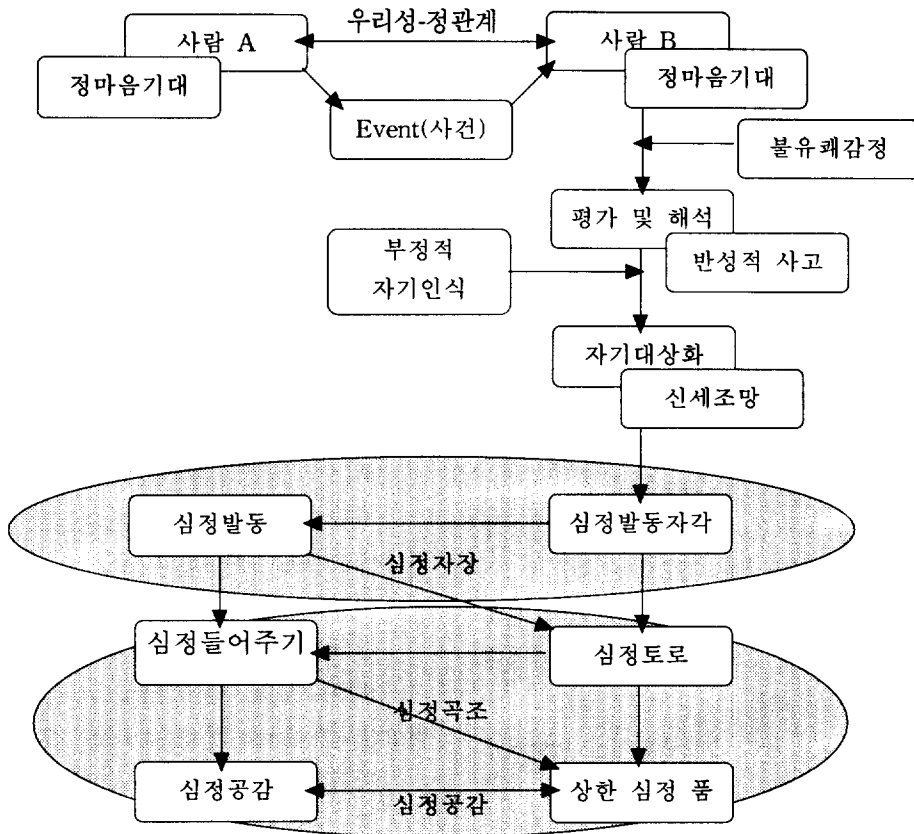 우리성-정관계
사람 A
사람 B
정마음기대
정마음기대
Event(사건)
불유쾌감정
평가 및 해석
반성적 사고
부정적
자기인식
자기대상화
신세조망
심정발동
심정발동자각
심정자장
심정들어주기
심정토로
심정곡조
심정공감
심정공감
상한 심정 품